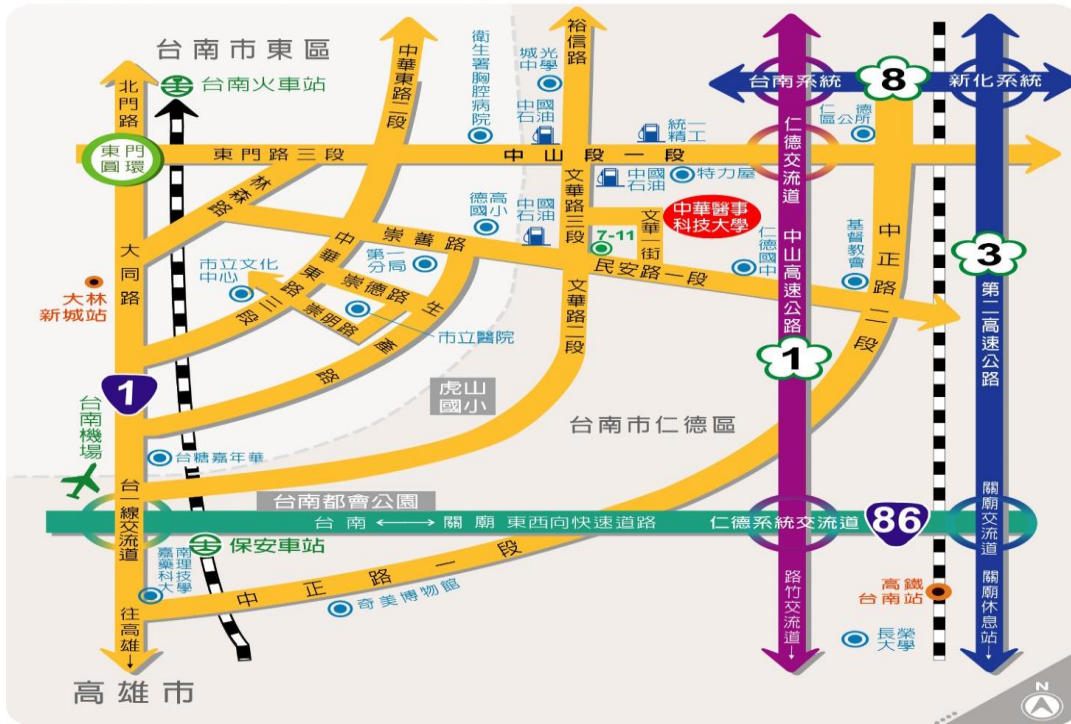 台南市東區
台南火車站
北門路
東門圓環
東門路三段
中華東路二段
衛生署胸腔病院
城光中學
中國石油
裕信路
統一精工
中山段一段
中國石油
特力屋
台南系統
8
新化系統
仁德區公所
仁德交流道
林森路
德高國小
中國石油
文華路三段
7-11
文華一街
中華醫事科技大學
崇善路
民安路一段
仁德國中
中山高速公路
基督教會
中正路二段
3
第二高速公路
大同路
大林新城站
市立文化中心
中華東路三段
第一分局
崇德路
崇明路
市立醫院
生產路
文華路二段
1
1
台南機場
虎山國小
台南市仁德區
台糖嘉年華
台南都會公園
台一線交流道
台南 ⟷ 關廟東西向快速道路
仁德系統交流道
86
關廟交流道
保安車站
嘉南藥理科技大學
中正路一段
奇美博物館
路竹交流道↓
高鐵台南站
關廟休息站↓
長榮大學
往高雄↓
高雄市
N